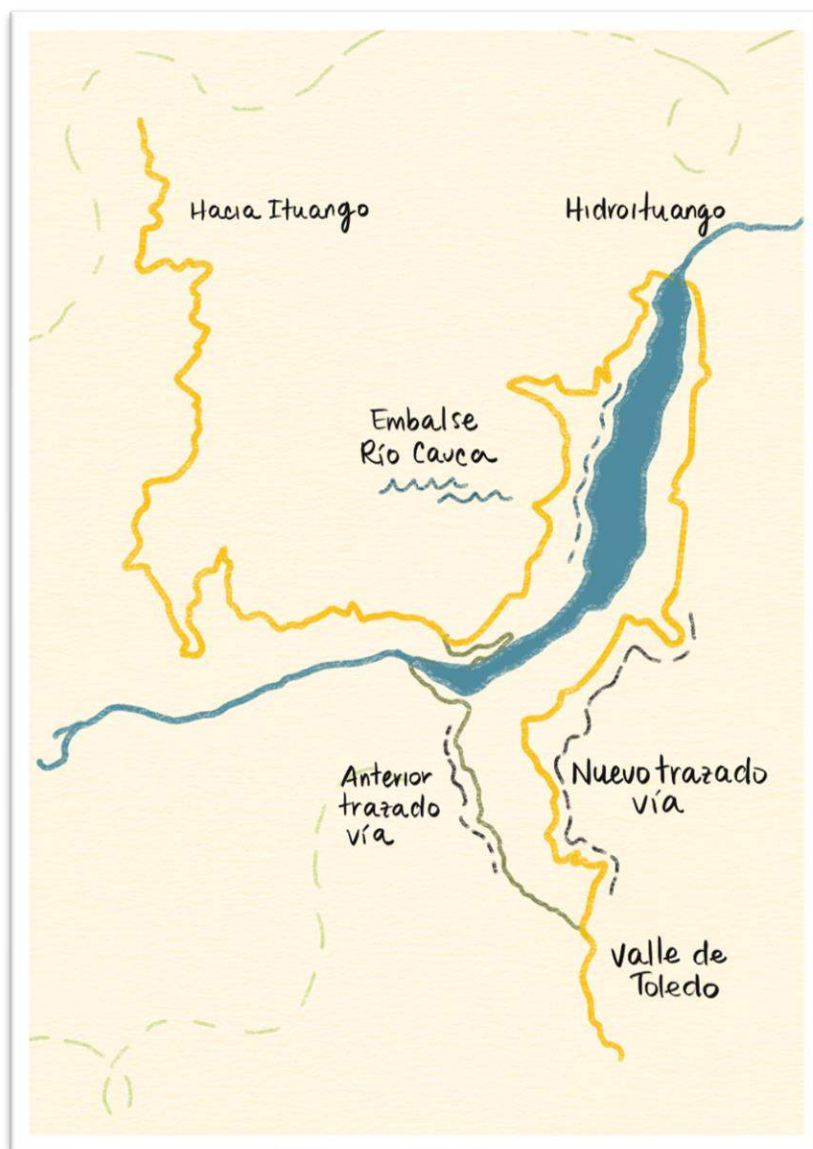 Hacia Ituango
Hidroituango
Embalse
Río Cauca
Anterior
trazado
vía
Nuevo trazado
vía
Valle de
Toledo